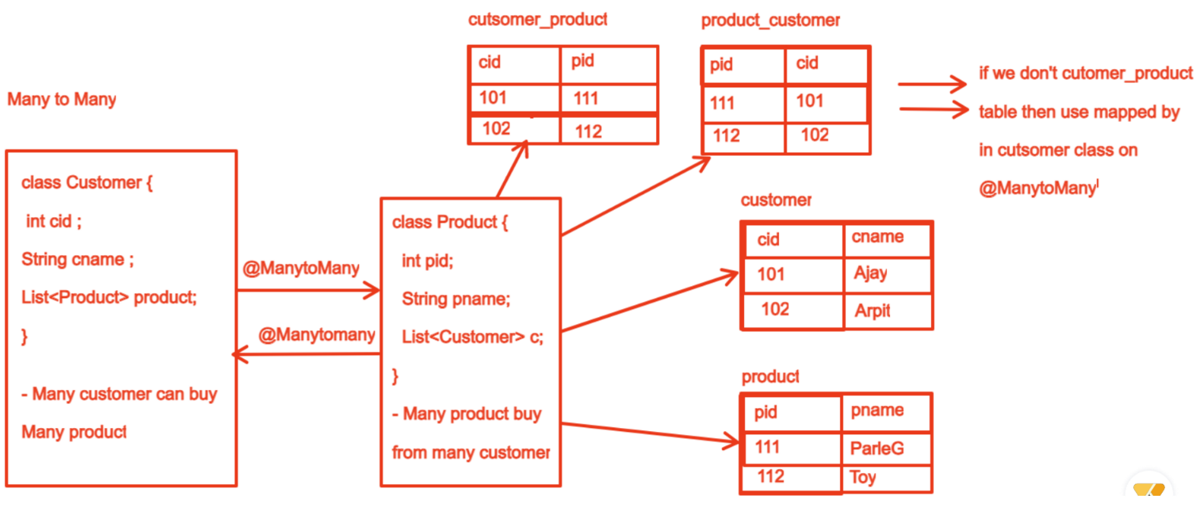 Many to Many
class Customer {
int cid ;
String cname ;
List<Product> product;
}
- Many customer can buy
Many product
@ManytoMany
@Manytomany
class Product {
int pid;
String pname;
List<Customer> c;
}
- Many product buy
from many customer
cutsomer_product
cid pid
101 111
102 112
product_customer
pid cid
111 101
112 102
if we don't cutomer_product
table then use mapped by
in cutsomer class on
@ManytoMany
customer
cid cname
101 Ajay
102 Arpit
product
pid pname
111 ParleG
112 Toy